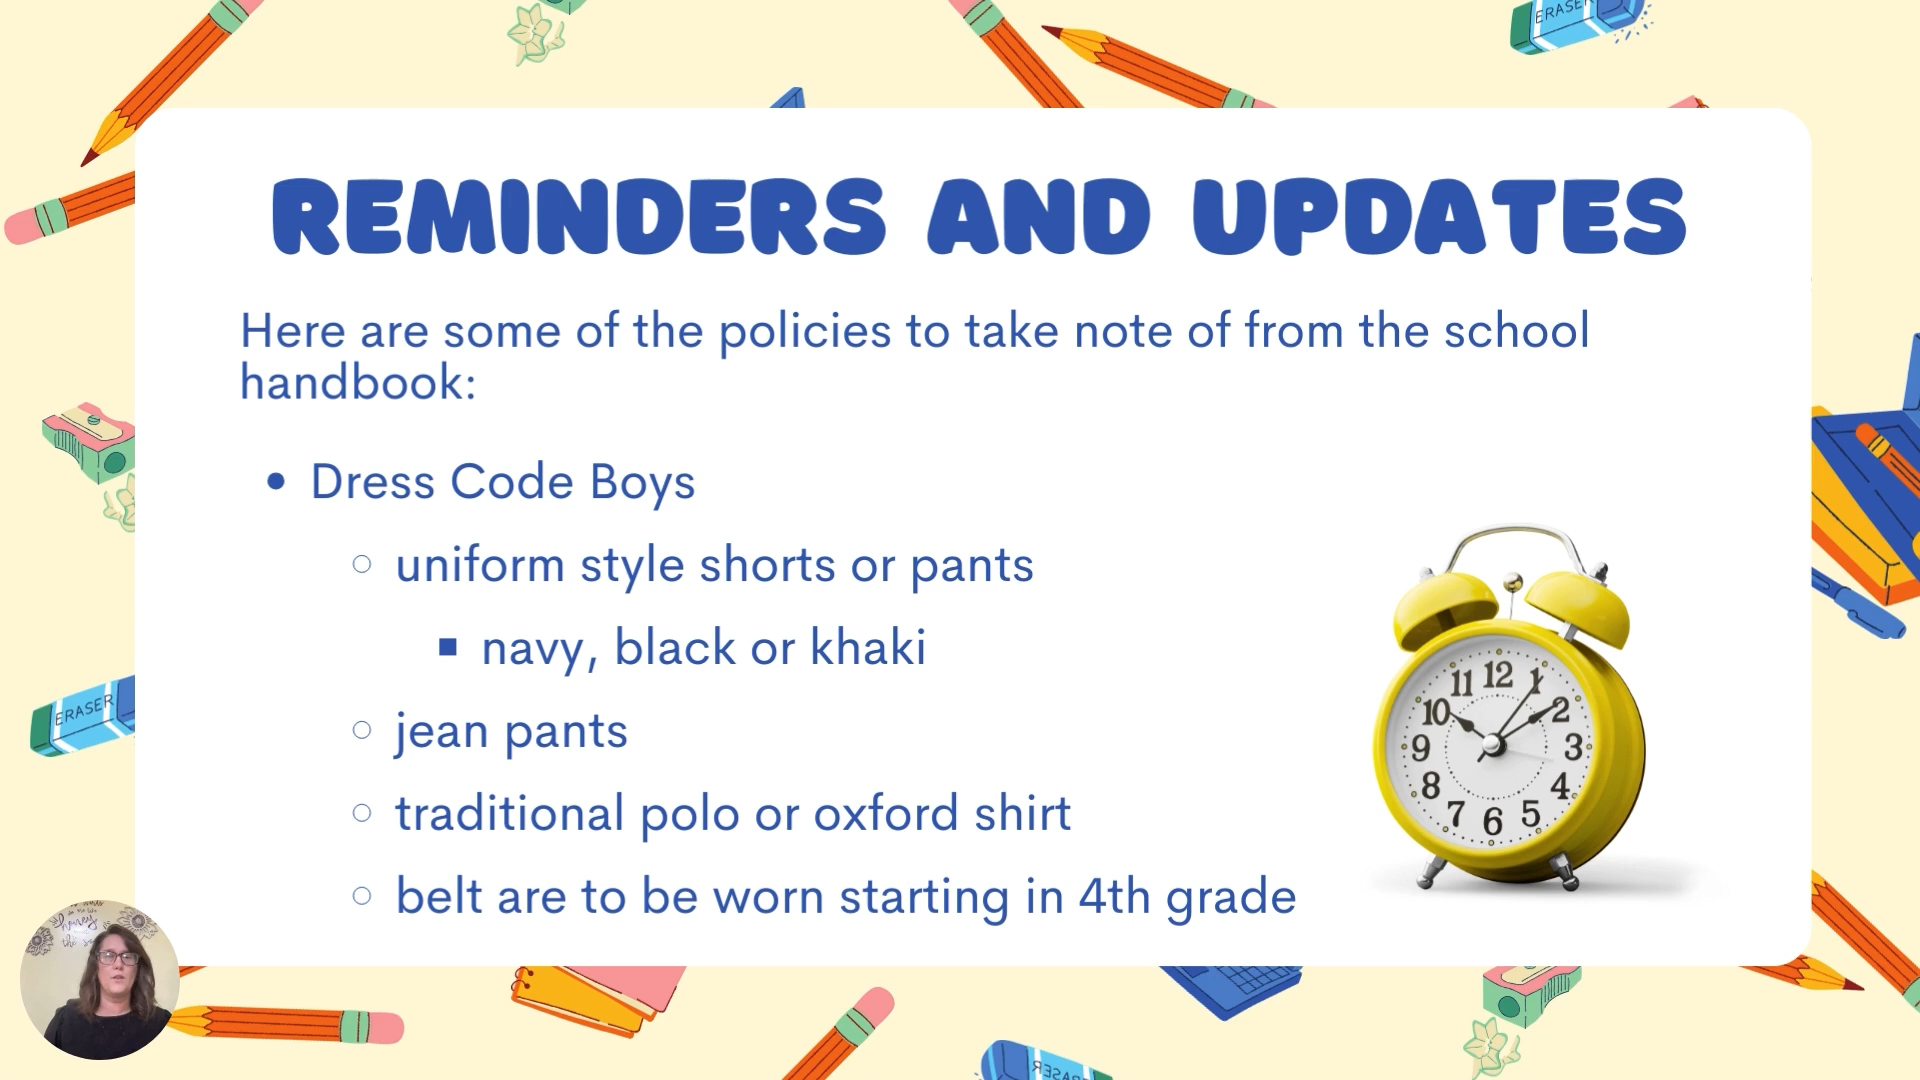 ERASER
REMINDERS AND UPDATES
Here are some of the policies to take note of from the school
handbook:
Dress Code Boys
uniform style shorts or pants
navy, black or khaki
jean pants
traditional polo or oxford shirt
belt are to be worn starting in 4th grade
12
1
2
3
4
5
6
7
8
9
10
11
ERASER
ERASER